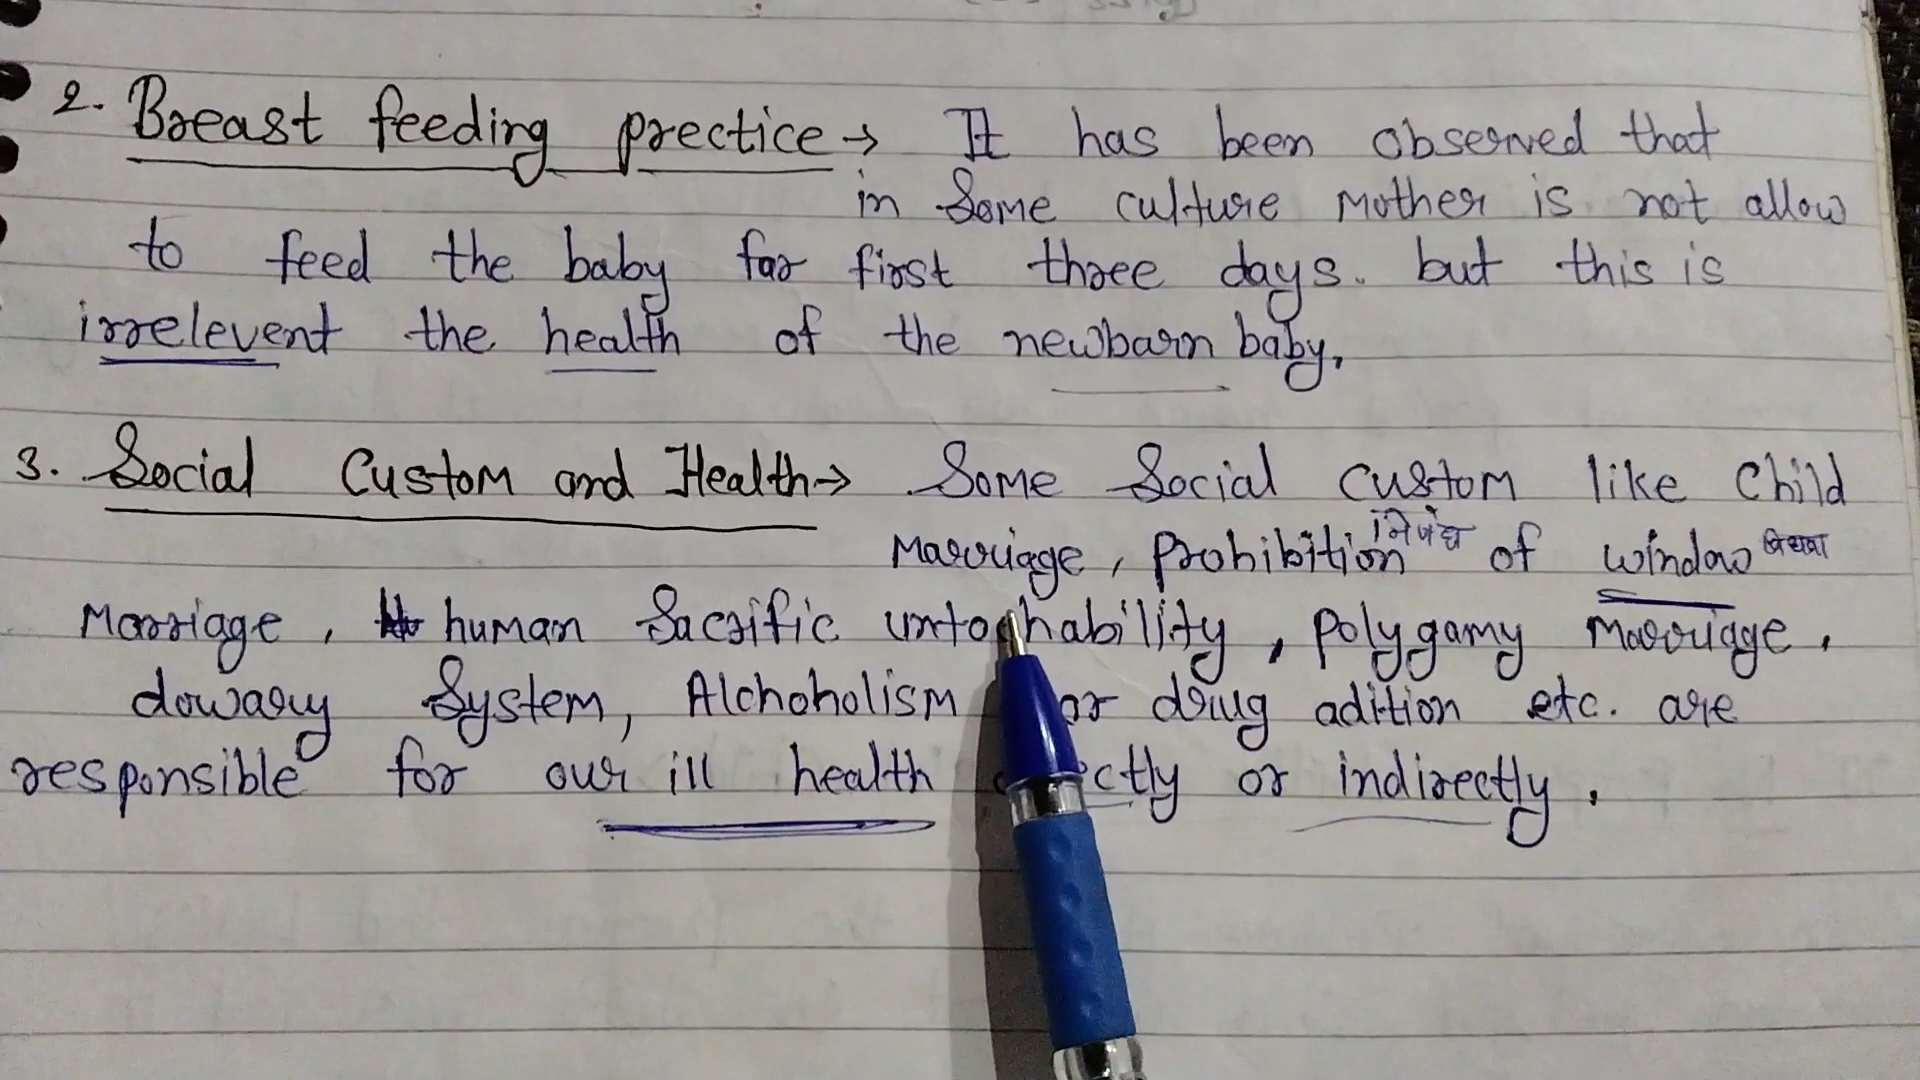 2. Breast feeding prectice → It has been observed that
in Some culture Mother is not allow
to feed the baby for first three days. but this is
irrelevent the health of the newbarn baby,
3. Social Custom and Health → Some Social Custom like Child
Marriage, Prohibition निषेध of window विधवा
Marriage, human Sacrific untochability, Polygamy Marriage,
dowary System, Alchoholism or drug adition etc. are
responsible for our ill health or indirectly.